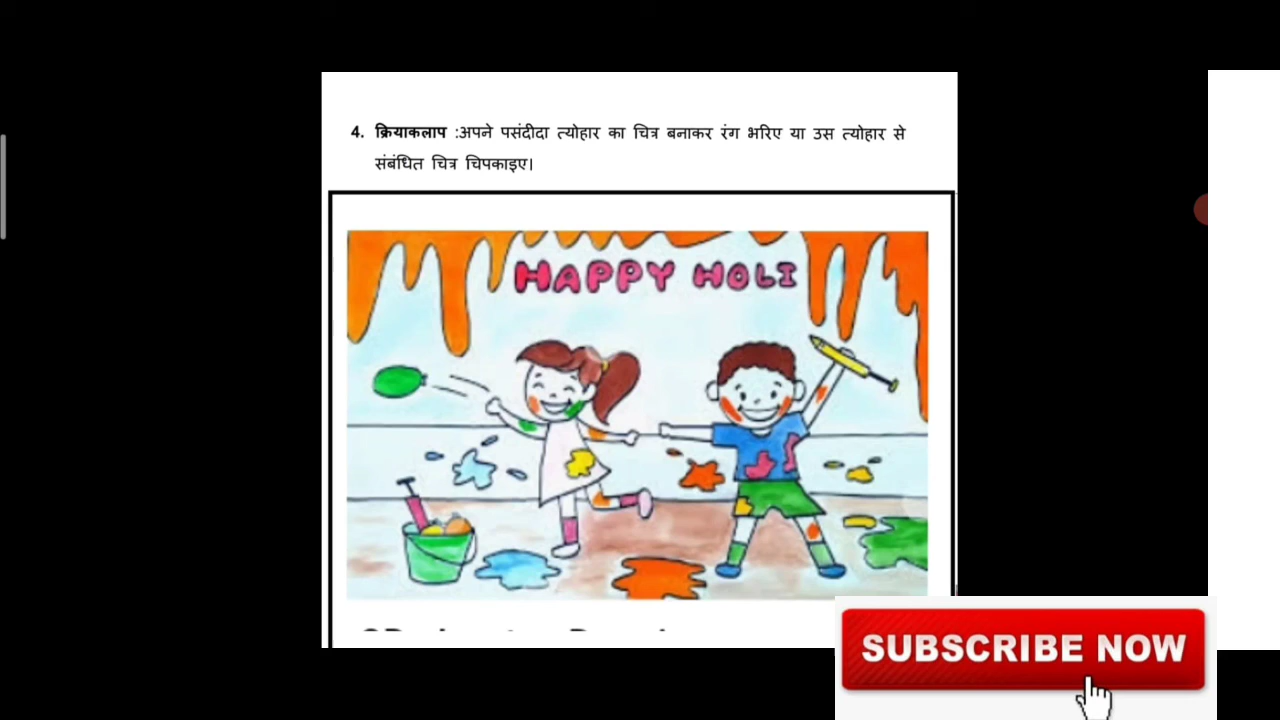 4. क्रियाकलाप :अपने पसंदीदा त्योहार का चित्र बनाकर रंग भरिए या उस त्योहार से
संबंधित चित्र चिपकाइए।
HAPPY HOLI
SUBSCRIBE NOW